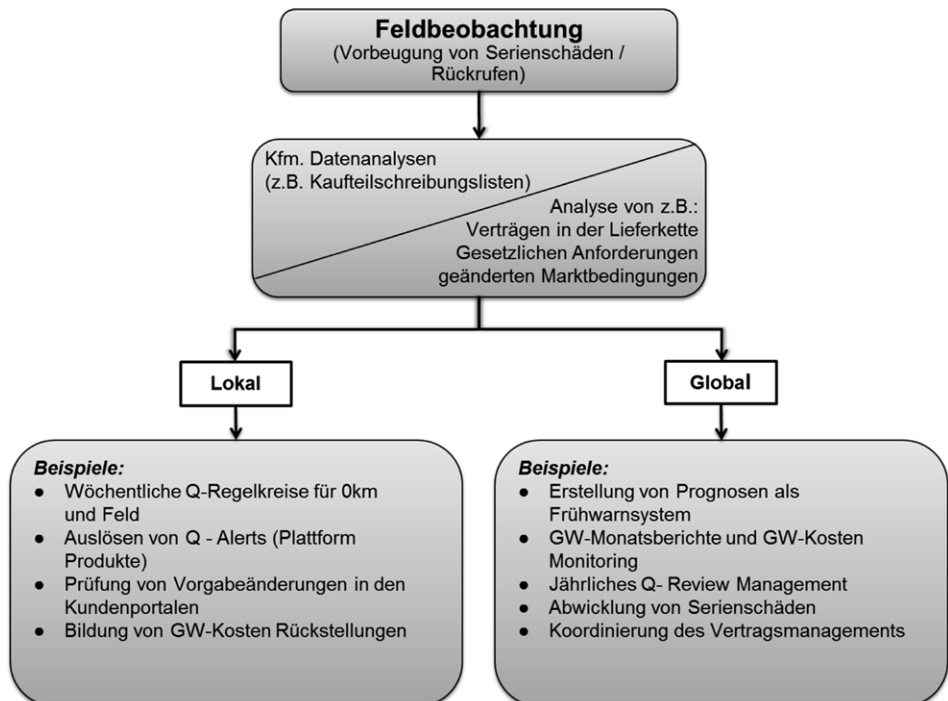 Feldbeobachtung
(Vorbeugung von Serienschäden /
Rückrufen)
Kfm. Datenanalysen
(z.B. Kaufteilschreibungslisten)
Analyse von z.B.:
Verträgen in der Lieferkette
Gesetzlichen Anforderungen
geänderten Marktbedingungen
Lokal
Global
Beispiele:
● Wöchentliche Q-Regelkreise für 0km
und Feld
● Auslösen von Q - Alerts (Plattform
Produkte)
● Prüfung von Vorgabeänderungen in den
Kundenportalen
● Bildung von GW-Kosten Rückstellungen
Beispiele:
● Erstellung von Prognosen als
Frühwarnsystem
● GW-Monatsberichte und GW-Kosten
Monitoring
● Jährliches Q- Review Management
● Abwicklung von Serienschäden
● Koordinierung des Vertragsmanagements